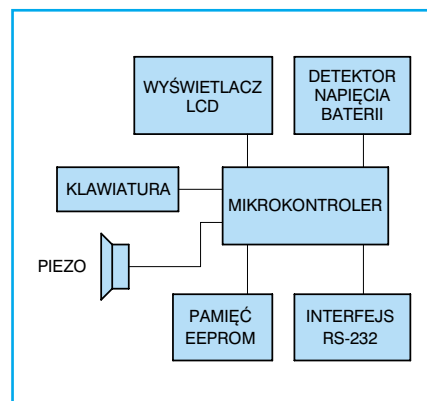 WYŚWIETLACZ
LCD
DETEKTOR
NAPIĘCIA
BATERII
KLAWIATURA
MIKROKONTROLER
PIEZO
PAMIĘĆ
EEPROM
INTERFEJS
RS-232